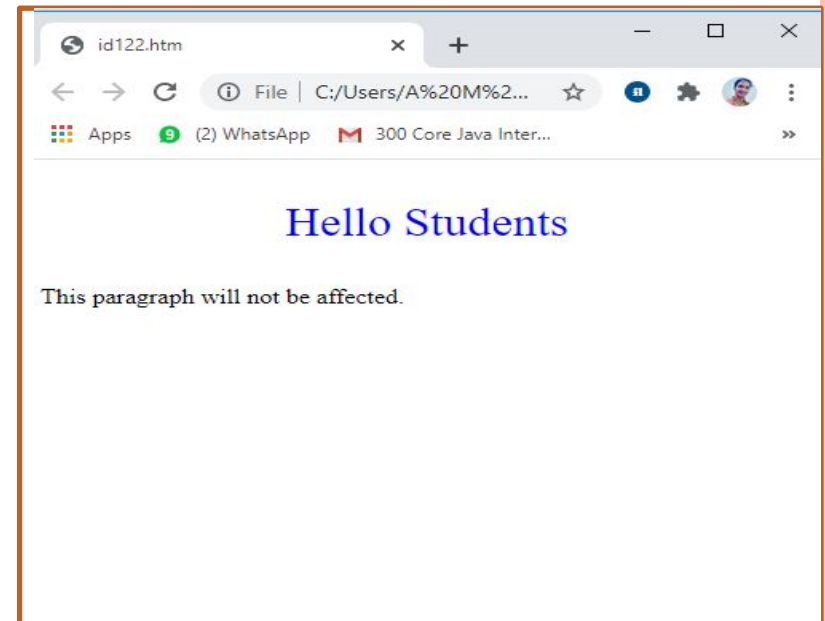 id122.htm
File | C:/Users/A%20M%2...
Apps 9 (2) WhatsApp M 300 Core Java Inter...
Hello Students
This paragraph will not be affected.